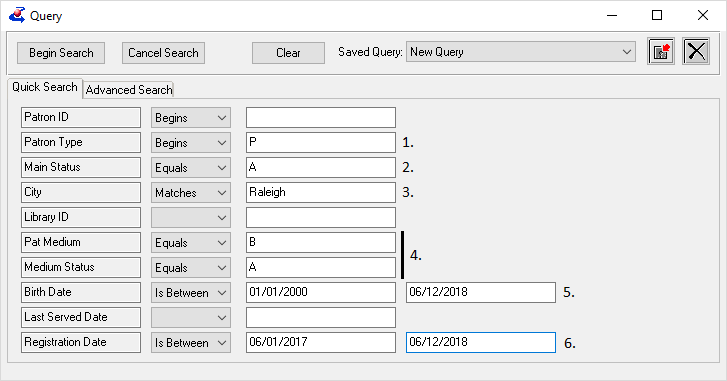 Query
Begin Search Cancel Search Clear Saved Query: New Query
Quick Search Advanced Search
Patron ID Begins
Patron Type Begins P 1.
Main Status Equals A 2.
City Matches Raleigh 3.
Library ID
Pat Medium Equals B
4.
Medium Status Equals A
Birth Date Is Between 01/01/2000 06/12/2018 5.
Last Served Date
Registration Date Is Between 06/01/2017 06/12/2018 6.